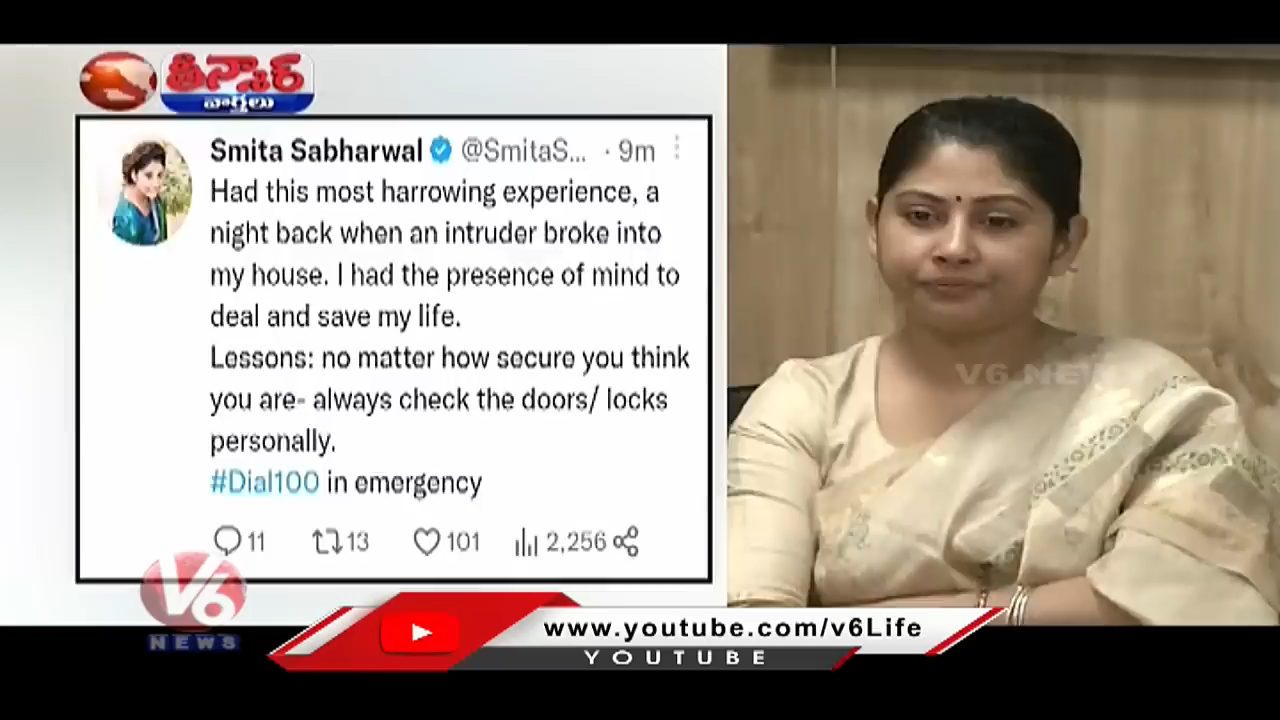 తీన్మార్
వార్తలు
Smita Sabharwal @SmitaS... · 9m
Had this most harrowing experience, a
night back when an intruder broke into
my house. I had the presence of mind to
deal and save my life.
Lessons: no matter how secure you think
you are- always check the doors/ locks
personally.
#Dial100 in emergency
11 13 101 2,256
V6 NEWS
V6
NEWS
www.youtube.com/v6Life
YOUTUBE